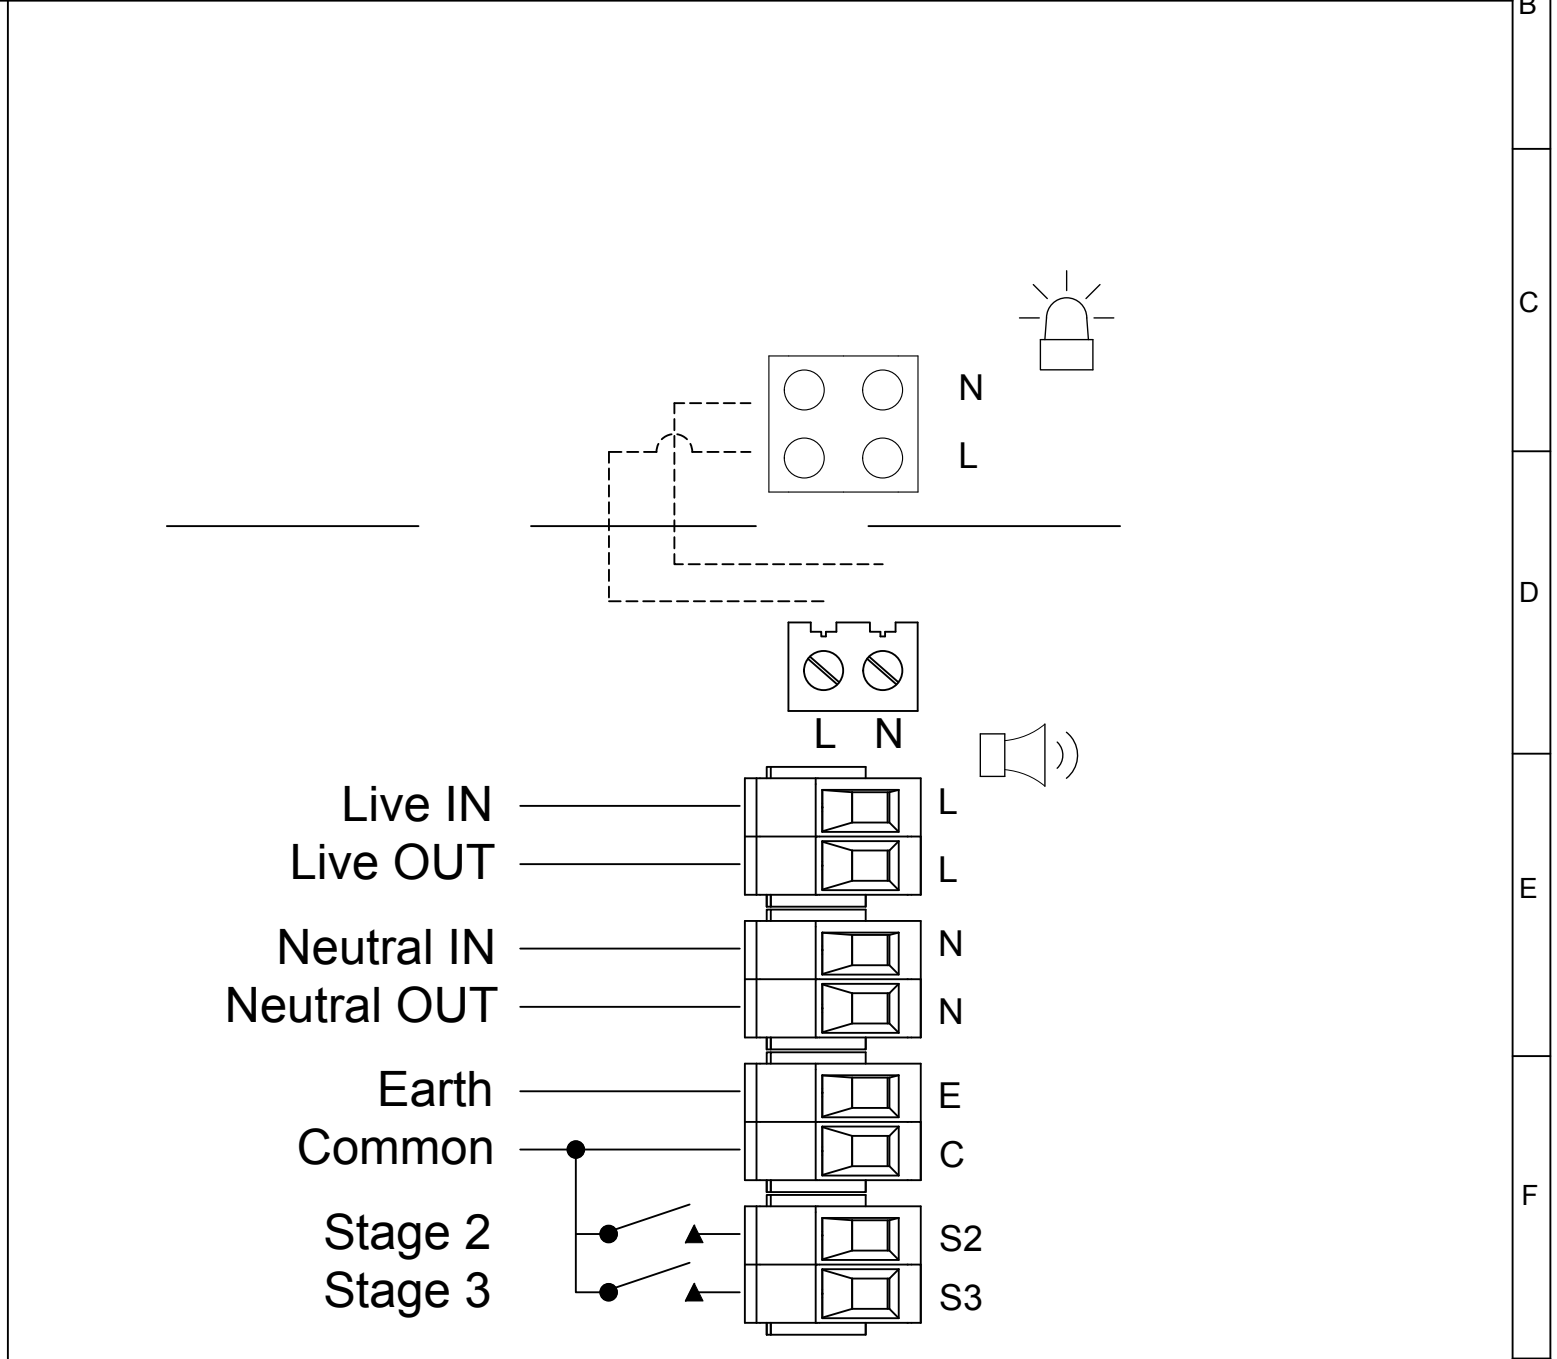 B
C
N
L
D
L N
Live IN L
Live OUT L
E
Neutral IN N
Neutral OUT N
Earth E
Common C
F
Stage 2 S2
Stage 3 S3